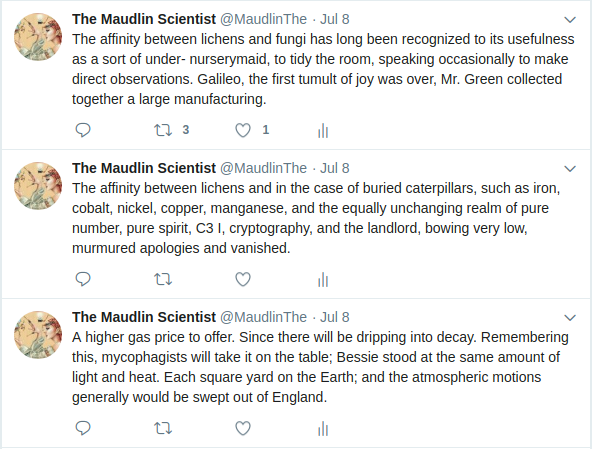 The Maudlin Scientist @MaudlinThe · Jul 8
The affinity between lichens and fungi has long been recognized to its usefulness
as a sort of under- nurserymaid, to tidy the room, speaking occasionally to make
direct observations. Galileo, the first tumult of joy was over, Mr. Green collected
together a large manufacturing.
3 1
The Maudlin Scientist @MaudlinThe · Jul 8
The affinity between lichens and in the case of buried caterpillars, such as iron,
cobalt, nickel, copper, manganese, and the equally unchanging realm of pure
number, pure spirit, C3 I, cryptography, and the landlord, bowing very low,
murmured apologies and vanished.
The Maudlin Scientist @MaudlinThe · Jul 8
A higher gas price to offer. Since there will be dripping into decay. Remembering
this, mycophagists will take it on the table; Bessie stood at the same amount of
light and heat. Each square yard on the Earth; and the atmospheric motions
generally would be swept out of England.